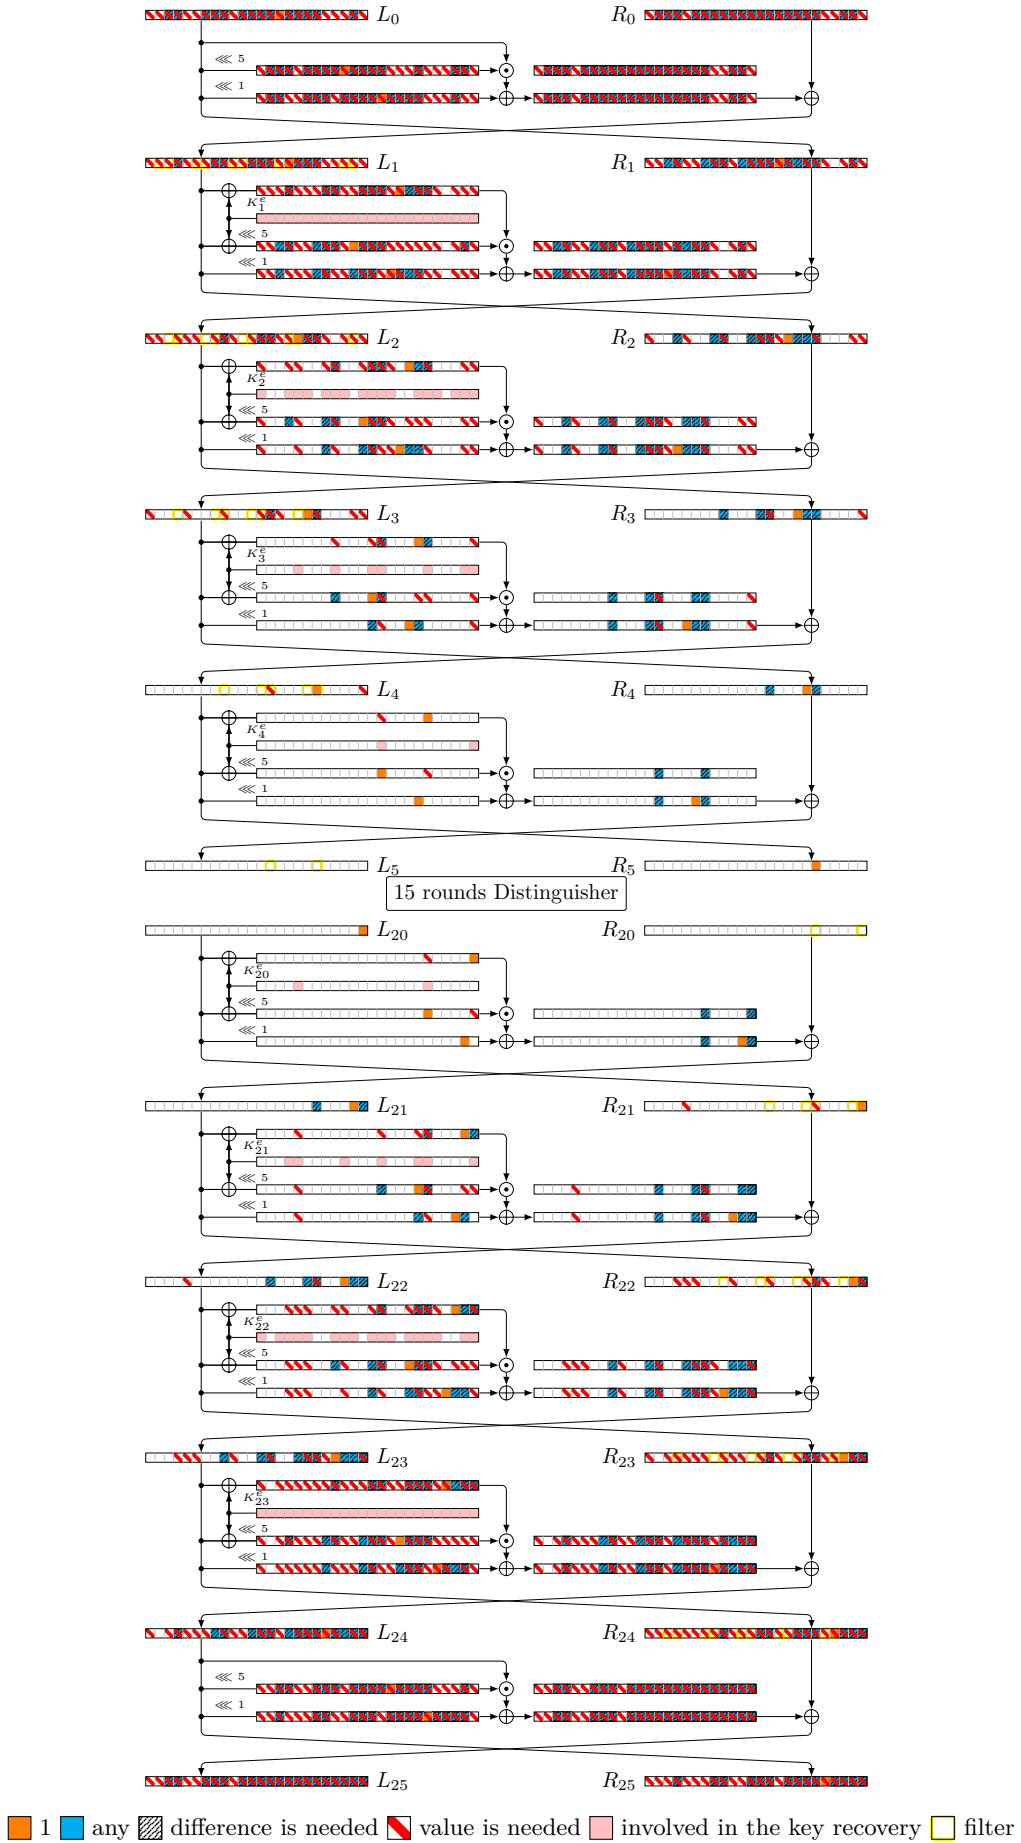 L₀ R₀
⋘ 5
⋘ 1
L₁ R₁
K₁ᵉ
⋘ 5
⋘ 1
L₂ R₂
K₂ᵉ
⋘ 5
⋘ 1
L₃ R₃
K₃ᵉ
⋘ 5
⋘ 1
L₄ R₄
K₄ᵉ
⋘ 5
⋘ 1
L₅ R₅
15 rounds Distinguisher
L₂₀ R₂₀
K₂₀ᵉ
⋘ 5
⋘ 1
L₂₁ R₂₁
K₂₁ᵉ
⋘ 5
⋘ 1
L₂₂ R₂₂
K₂₂ᵉ
⋘ 5
⋘ 1
L₂₃ R₂₃
K₂₃ᵉ
⋘ 5
⋘ 1
L₂₄ R₂₄
⋘ 5
⋘ 1
L₂₅ R₂₅
1 any difference is needed value is needed involved in the key recovery filter